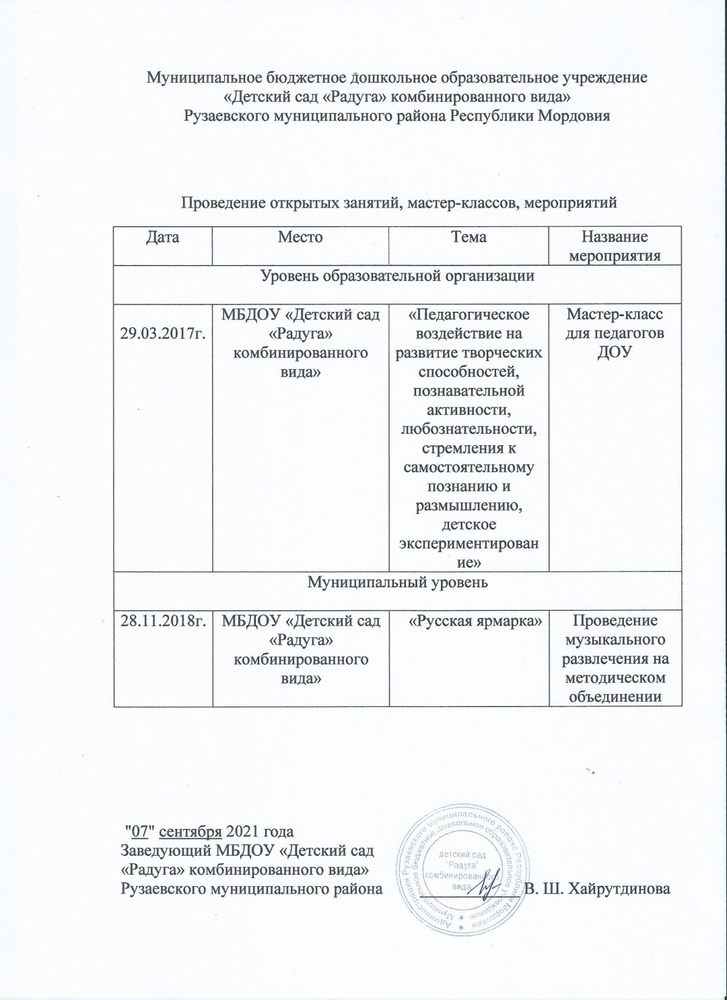 Муниципальное бюджетное дошкольное образовательное учреждение
«Детский сад «Радуга» комбинированного вида»
Рузаевского муниципального района Республики Мордовия
Проведение открытых занятий, мастер-классов, мероприятий
Дата
Место
Тема
Название
мероприятия
Уровень образовательной организации
29.03.2017г.
МБДОУ «Детский сад
«Радуга»
комбинированного
вида»
«Педагогическое
воздействие на
развитие творческих
способностей,
познавательной
активности,
любознательности,
стремления к
самостоятельному
познанию и
размышлению,
детское
экспериментирован
ие»
Мастер-класс
для педагогов
ДОУ
Муниципальный уровень
28.11.2018г.
МБДОУ «Детский сад
«Радуга»
комбинированного
вида»
«Русская ярмарка»
Проведение
музыкального
развлечения на
методическом
объединении
"07" сентября 2021 года
Заведующий МБДОУ «Детский сад
«Радуга» комбинированного вида»
Рузаевского муниципального района
В. Ш. Хайрутдинова
Администрация Рузаевского муниципального района Республики Мордовия
Муниципальное бюджетное дошкольное образовательное учреждение
детский сад
"Радуга"
комбинированного
вида